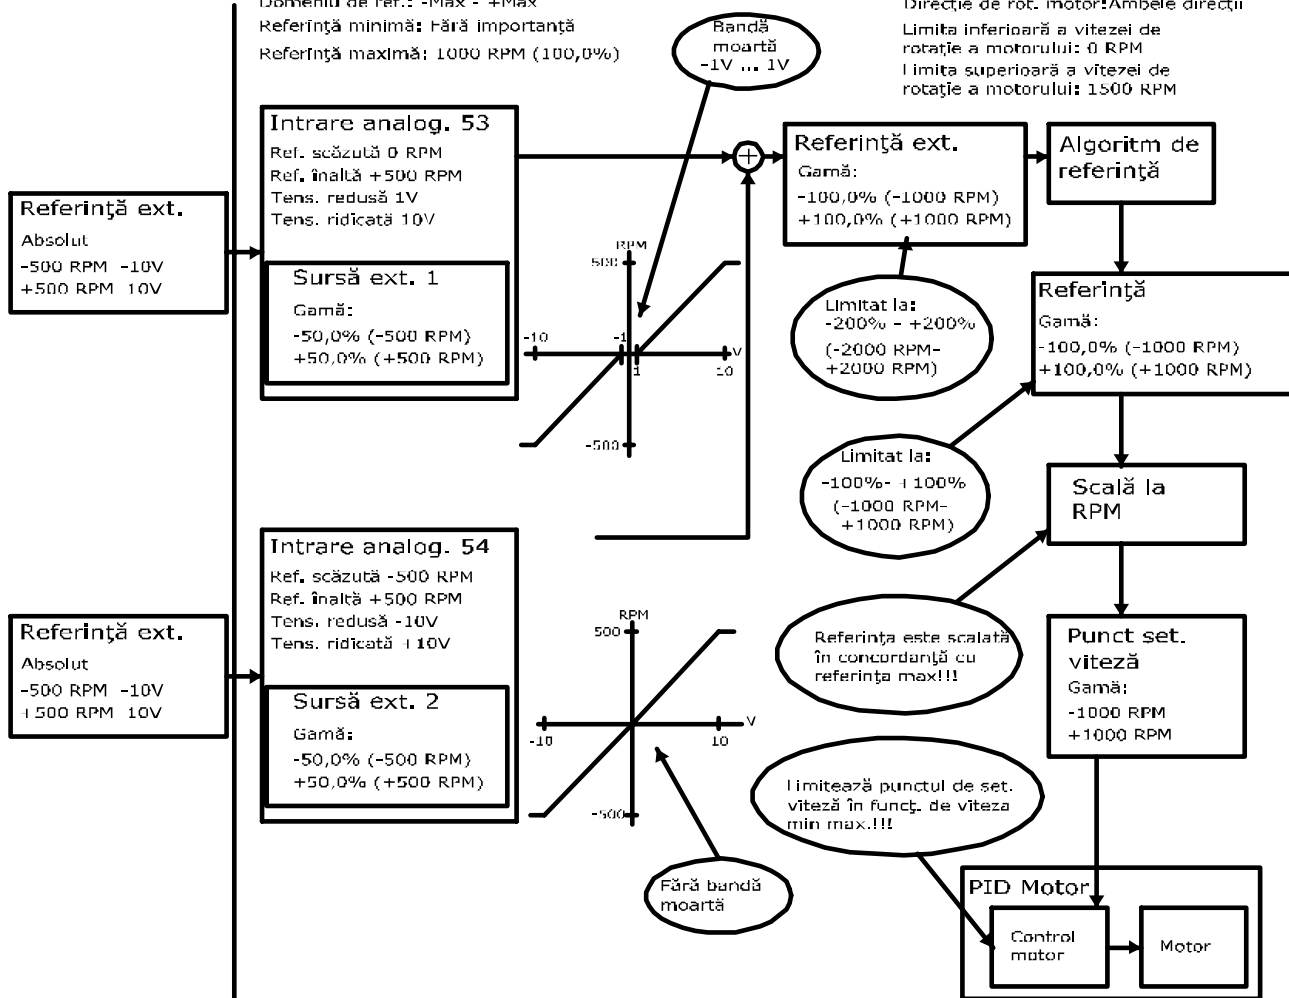 Domeniu de ref.: -Max - +Max
Referinţă minimă: Fără importanţă
Referinţă maximă: 1000 RPM (100,0%)
Direcţie de rot. motor:Ambele direcţii
Limita inferioară a vitezei de
rotaţie a motorului: 0 RPM
Limita superioară a vitezei de
rotaţie a motorului: 1500 RPM
Bandă
moartă
-1V ... 1V
Intrare analog. 53
Ref. scăzută 0 RPM
Ref. înaltă +500 RPM
Tens. redusă 1V
Tens. ridicată 10V
Sursă ext. 1
Gamă:
-50,0% (-500 RPM)
+50,0% (+500 RPM)
Referinţă ext.
Absolut
-500 RPM -10V
+500 RPM 10V
RPM
500
-10
-1
V
1
10
-500
+
Referinţă ext.
Gamă:
-100,0% (-1000 RPM)
+100,0% (+1000 RPM)
Algoritm de
referinţă
Limitat la:
-200% - +200%
(-2000 RPM-
+2000 RPM)
Referinţă
Gamă:
-100,0% (-1000 RPM)
+100,0% (+1000 RPM)
Limitat la:
-100%- +100%
(-1000 RPM-
+1000 RPM)
Scală la
RPM
Intrare analog. 54
Ref. scăzută -500 RPM
Ref. înaltă +500 RPM
Tens. redusă -10V
Tens. ridicată +10V
Sursă ext. 2
Gamă:
-50,0% (-500 RPM)
+50,0% (+500 RPM)
Referinţă ext.
Absolut
-500 RPM -10V
+500 RPM 10V
RPM
500
V
-10
10
-500
Referinţa este scalată
în concordanţă cu
referinţa max!!!
Punct set.
viteză
Gamă:
-1000 RPM
+1000 RPM
Limitează punctul de set.
viteză în funcţ. de viteza
min max.!!!
Fără bandă
moartă
PID Motor
Control
motor
Motor